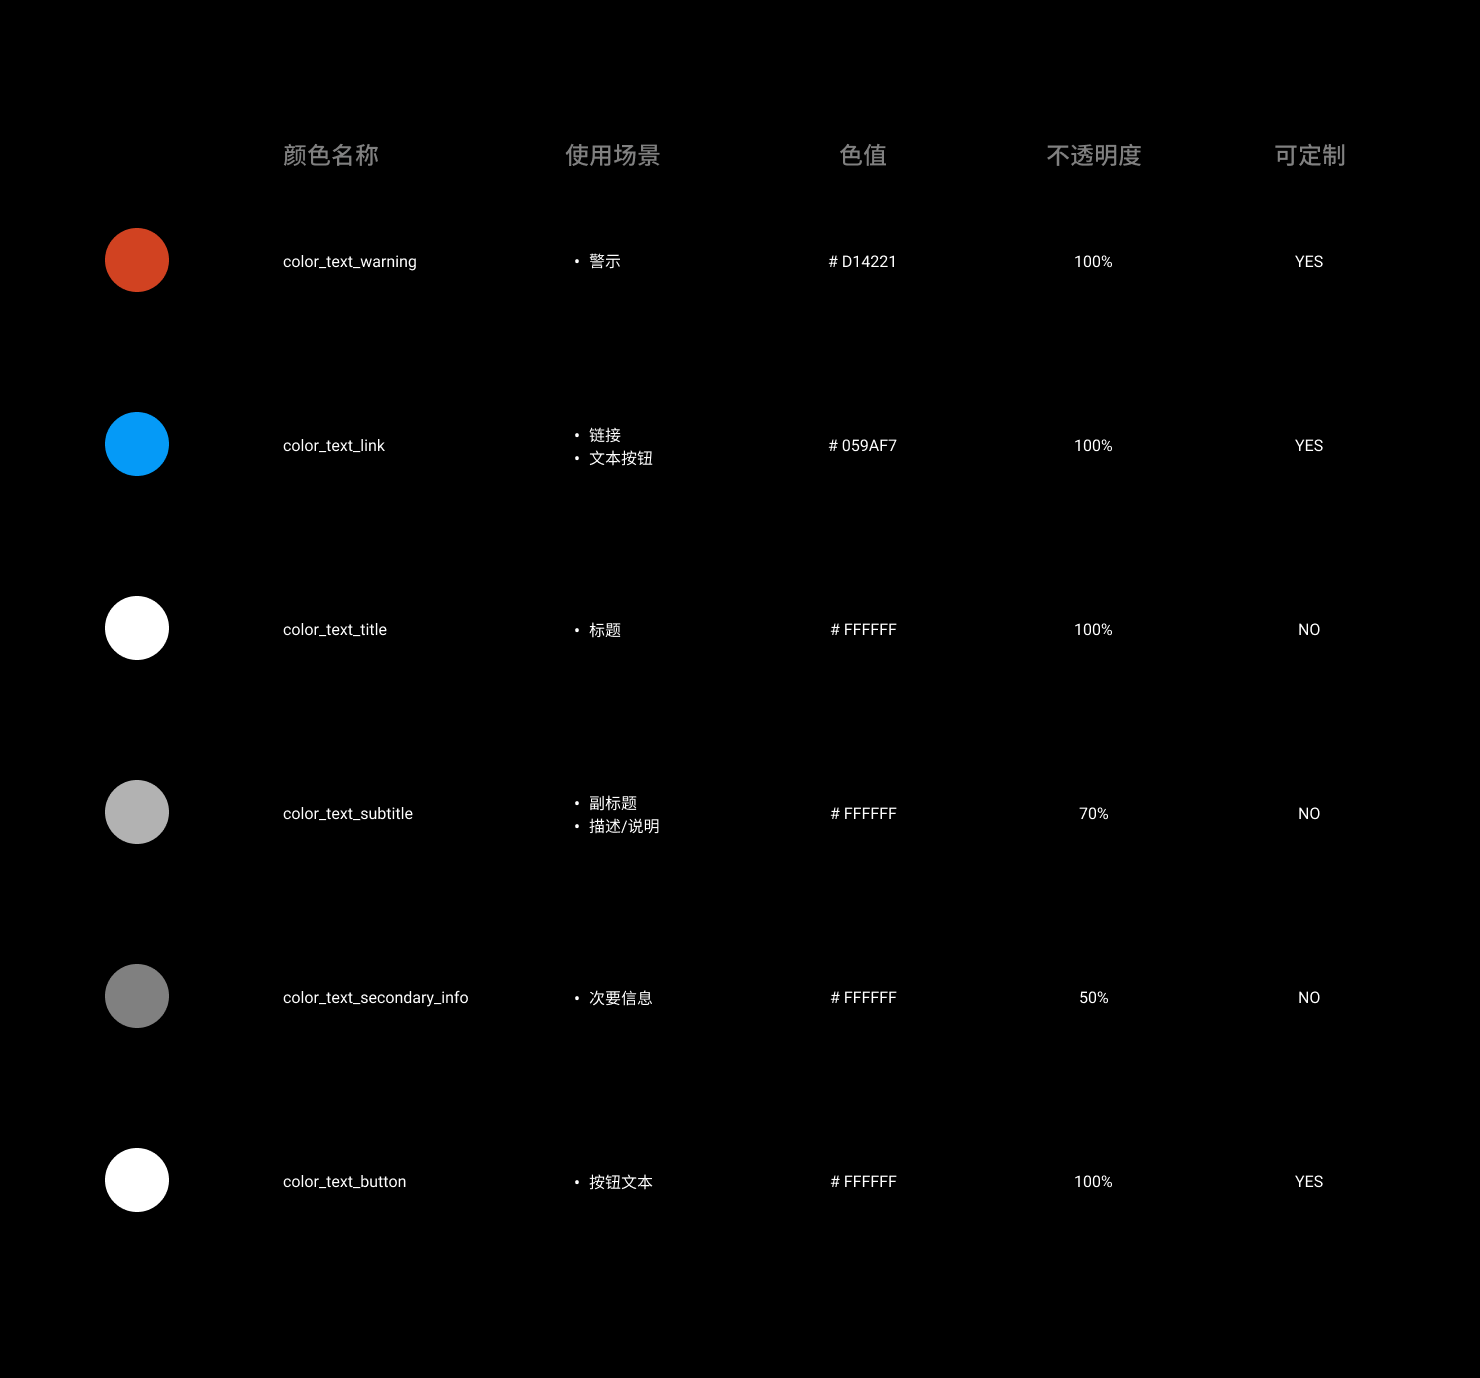 颜色名称 使用场景 色值 不透明度 可定制
color_text_warning • 警示 # D14221 100% YES
• 链接
color_text_link # 059AF7 100% YES
• 文本按钮
color_text_title • 标题 # FFFFFF 100% NO
• 副标题
color_text_subtitle # FFFFFF 70% NO
• 描述/说明
color_text_secondary_info • 次要信息 # FFFFFF 50% NO
color_text_button • 按钮文本 # FFFFFF 100% YES